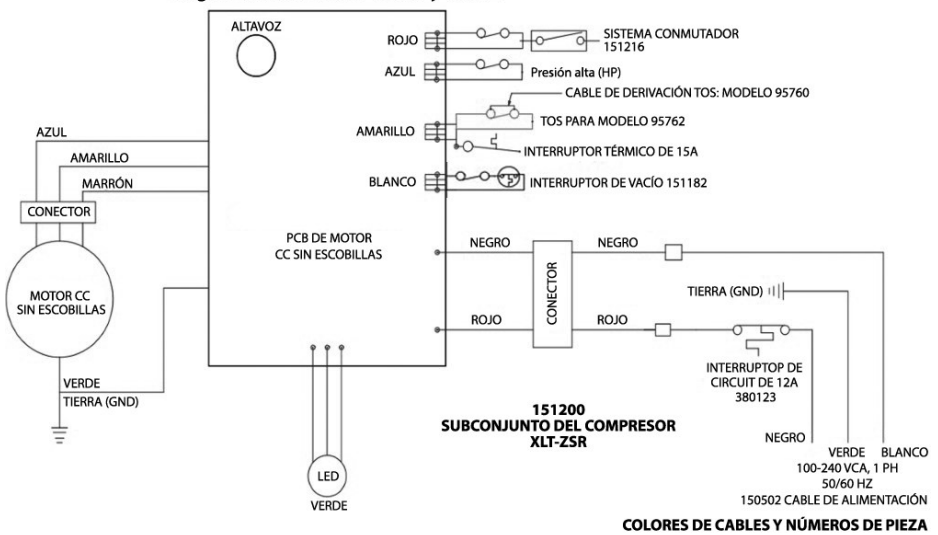 ALTAVOZ
ROJO
SISTEMA CONMUTADOR
151216
AZUL
Presión alta (HP)
CABLE DE DERIVACIÓN TOS: MODELO 95760
TOS PARA MODELO 95762
AMARILLO
INTERRUPTOR TÉRMICO DE 15A
BLANCO
INTERRUPTOR DE VACÍO 151182
AZUL
AMARILLO
MARRÓN
CONECTOR
MOTOR CC
SIN ESCOBILLAS
VERDE
TIERRA (GND)
PCB DE MOTOR
CC SIN ESCOBILLAS
NEGRO
ROJO
CONECTOR
NEGRO
ROJO
TIERRA (GND)
INTERRUPTOP DE
CIRCUIT DE 12A
380123
LED
VERDE
151200
SUBCONJUNTO DEL COMPRESOR
XLT-ZSR
NEGRO
VERDE
BLANCO
100-240 VCA, 1 PH
50/60 HZ
150502 CABLE DE ALIMENTACIÓN
COLORES DE CABLES Y NÚMEROS DE PIEZA